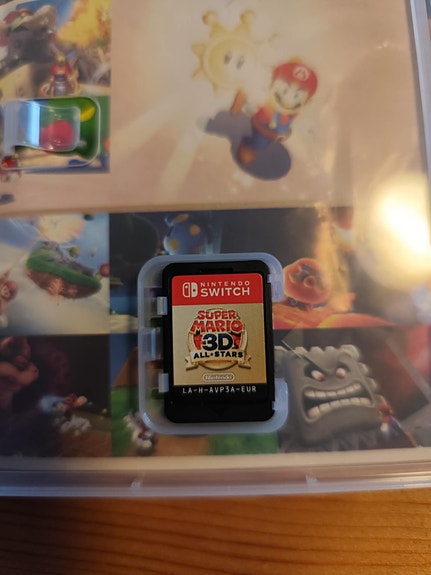 NINTENDO
SWITCH
SUPER
MARIO
3D
ALL★STARS
Nintendo
LA-H-AVP3A-EUR